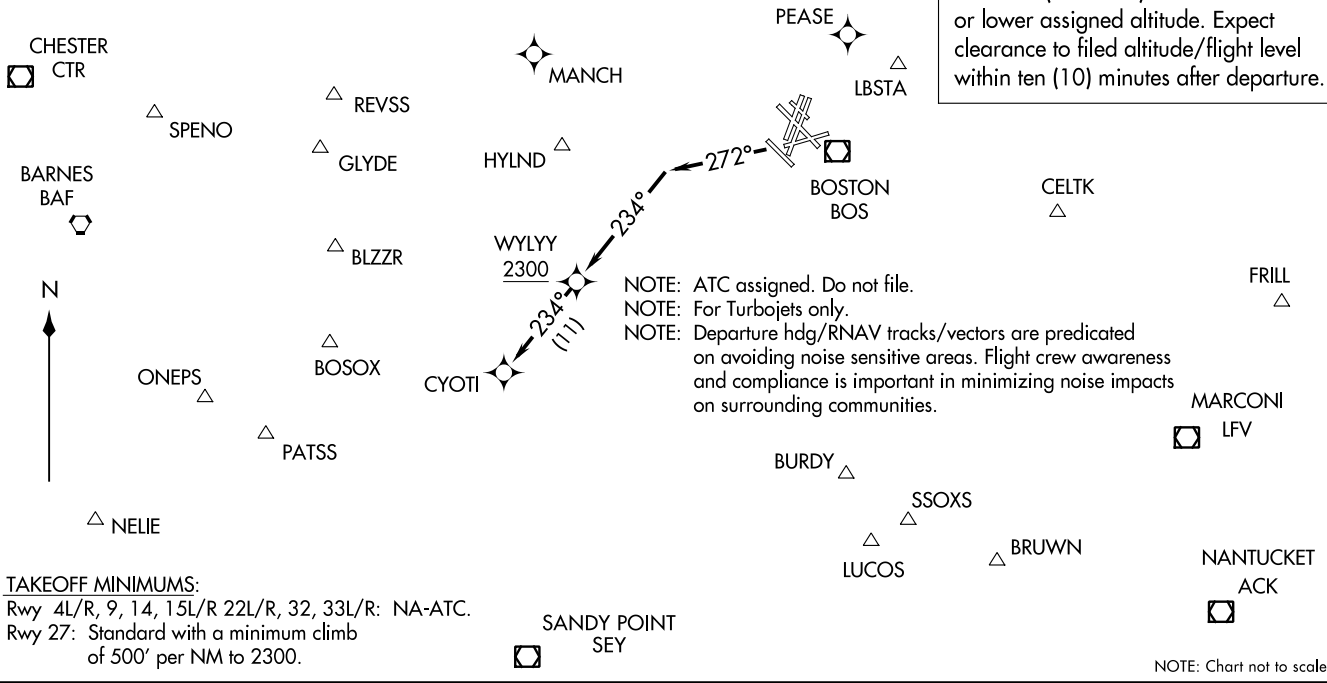 PEASE
or lower assigned altitude. Expect
clearance to filed altitude/flight level
within ten (10) minutes after departure.
CHESTER
CTR
MANCH
LBSTA
REVSS
SPENO
GLYDE
HYLND
272°
BARNES
BAF
BOSTON
BOS
CELTK
234°
WYLYY
2300
BLZZR
FRILL
N
NOTE: ATC assigned. Do not file.
NOTE: For Turbojets only.
NOTE: Departure hdg/RNAV tracks/vectors are predicated
on avoiding noise sensitive areas. Flight crew awareness
and compliance is important in minimizing noise impacts
on surrounding communities.
234°
(11)
BOSOX
CYOTI
ONEPS
MARCONI
LFV
PATSS
BURDY
SSOXS
NELIE
BRUWN
LUCOS
NANTUCKET
ACK
TAKEOFF MINIMUMS:
Rwy 4L/R, 9, 14, 15L/R 22L/R, 32, 33L/R: NA-ATC.
Rwy 27: Standard with a minimum climb
of 500' per NM to 2300.
SANDY POINT
SEY
NOTE: Chart not to scale